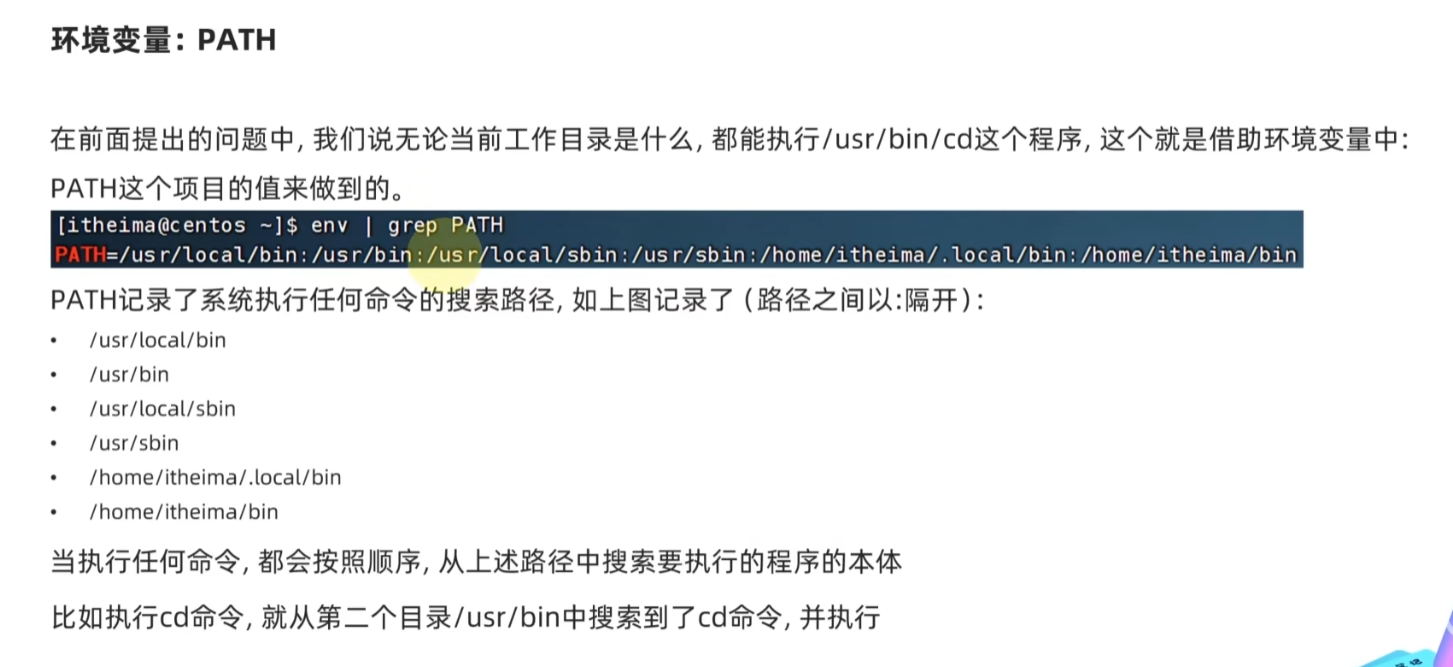 环境变量：PATH
在前面提出的问题中, 我们说无论当前工作目录是什么, 都能执行/usr/bin/cd这个程序, 这个就是借助环境变量中:
PATH这个项目的值来做到的。
[itheima@centos ~]$ env | grep PATH
PATH=/usr/local/bin:/usr/bin:/usr/local/sbin:/usr/sbin:/home/itheima/.local/bin:/home/itheima/bin
PATH记录了系统执行任何命令的搜索路径, 如上图记录了（路径之间以:隔开）:
• /usr/local/bin
• /usr/bin
• /usr/local/sbin
• /usr/sbin
• /home/itheima/.local/bin
• /home/itheima/bin
当执行任何命令, 都会按照顺序, 从上述路径中搜索要执行的程序的本体
比如执行cd命令, 就从第二个目录/usr/bin中搜索到了cd命令, 并执行